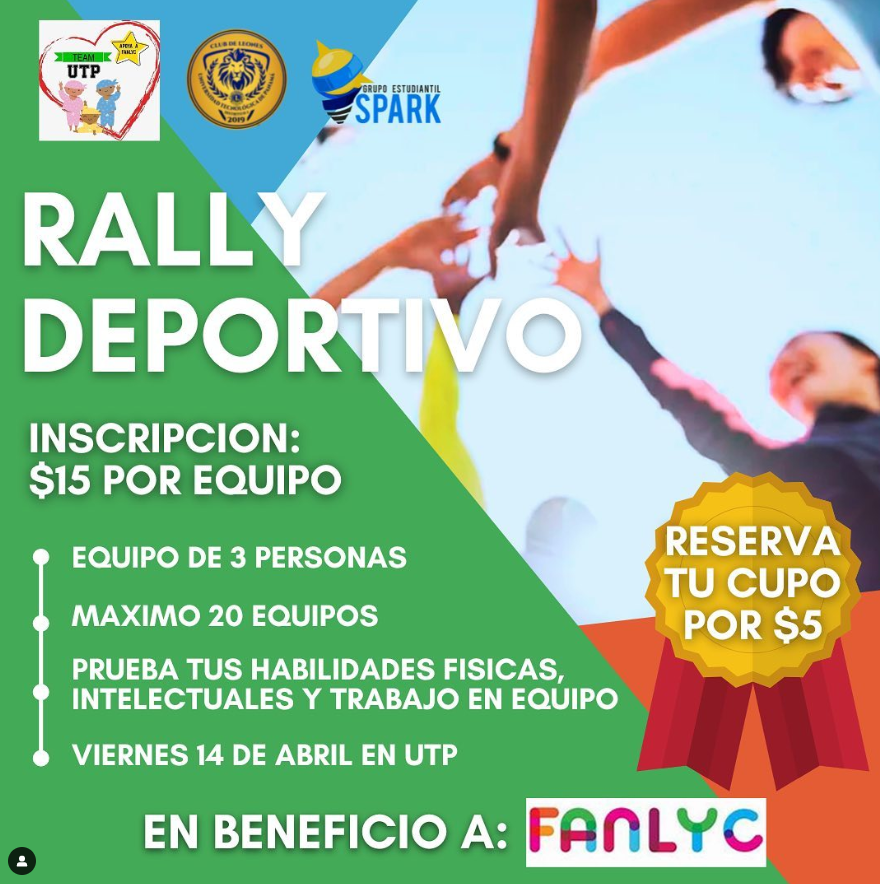 TEAM
UTP
APOYA A
FANLYC
CLUB DE LEONES
UNIVERSIDAD TECNOLÓGICA DE PANAMÁ
2019
GRUPO ESTUDIANTIL
SPARK
RALLY
DEPORTIVO
INSCRIPCION:
$15 POR EQUIPO
EQUIPO DE 3 PERSONAS
MAXIMO 20 EQUIPOS
PRUEBA TUS HABILIDADES FISICAS,
INTELECTUALES Y TRABAJO EN EQUIPO
VIERNES 14 DE ABRIL EN UTP
RESERVA
TU CUPO
POR $5
EN BENEFICIO A: FANLYC